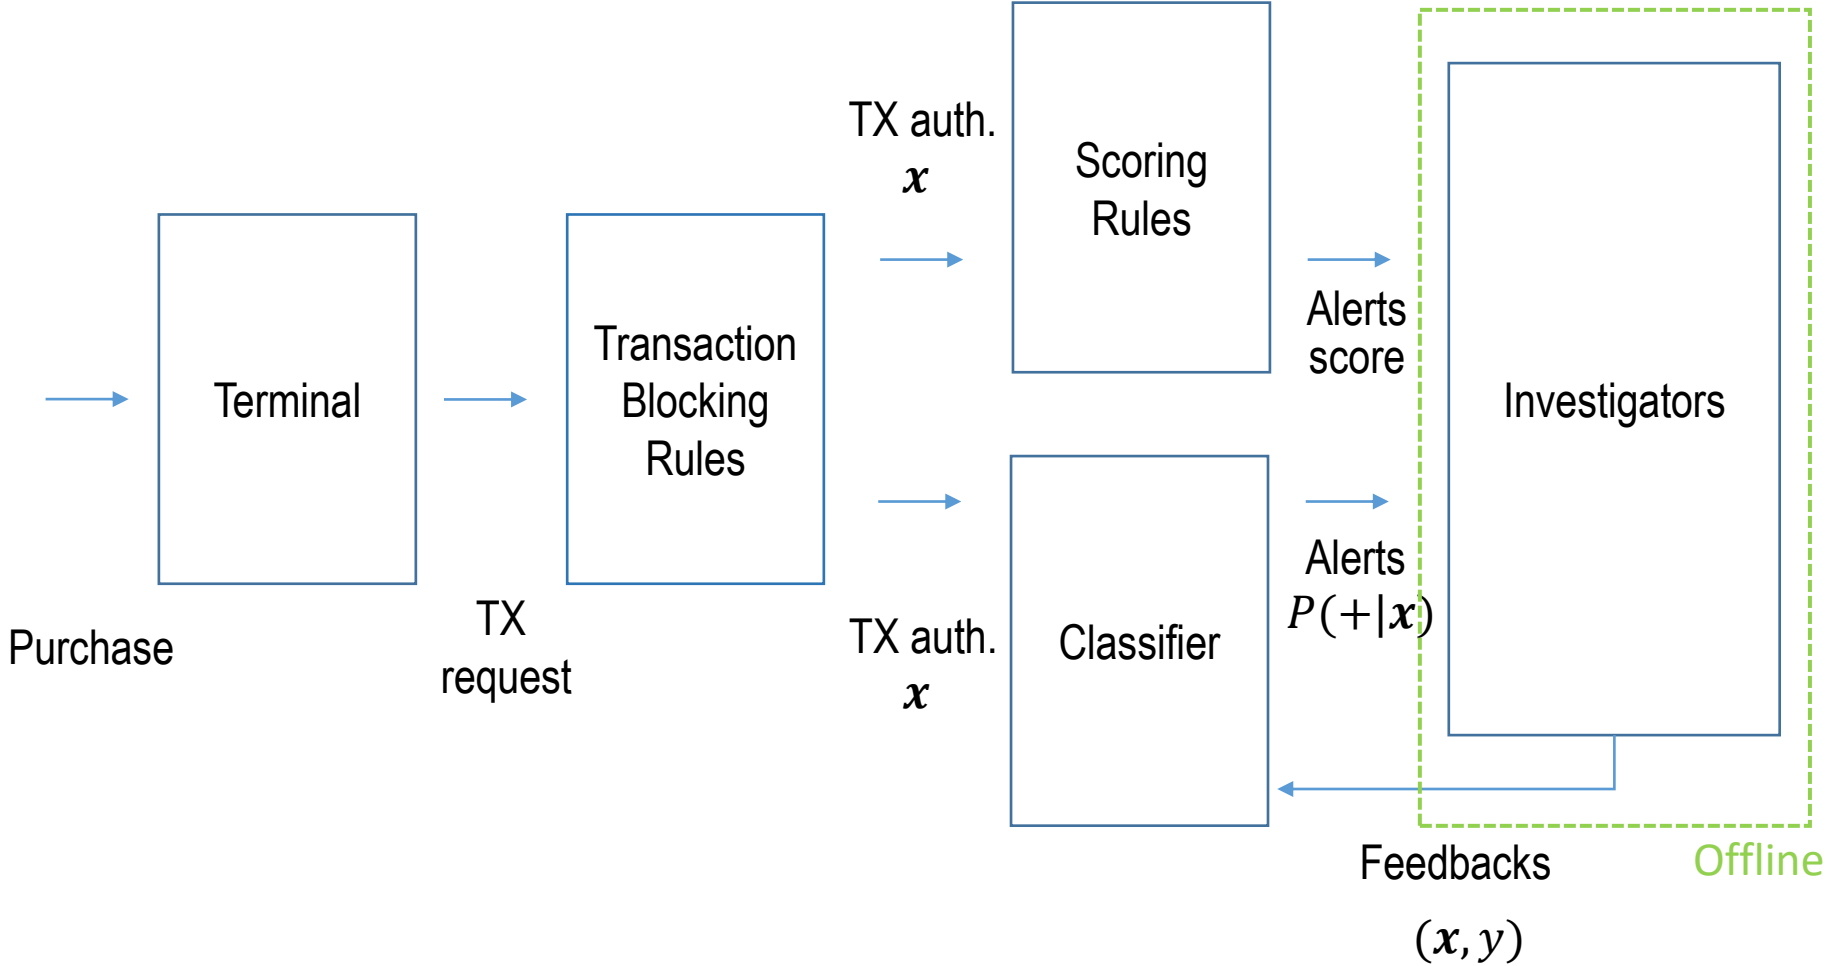 Purchase
Terminal
TX
request
Transaction
Blocking
Rules
TX auth.
𝒙
Scoring
Rules
Alerts
score
TX auth.
𝒙
Classifier
Alerts
P(+|𝒙)
Investigators
Feedbacks
(𝒙, y)
Offline